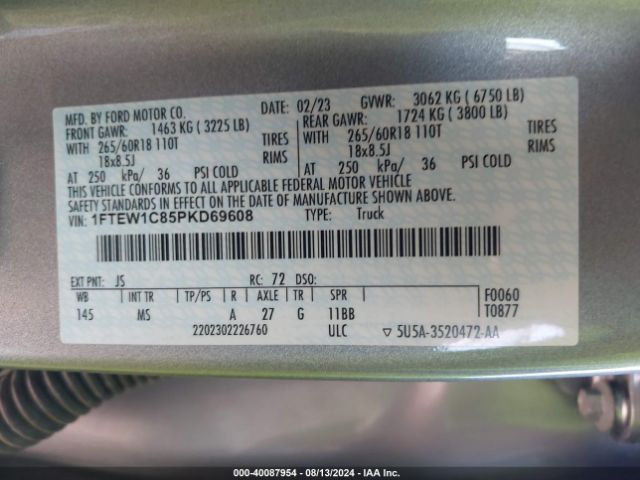 MFD. BY FORD MOTOR CO. DATE: 02/23 GVWR: 3062 KG ( 6750 LB)
FRONT GAWR: 1463 KG ( 3225 LB) REAR GAWR: 1724 KG ( 3800 LB)
WITH 265/60R18 110T TIRES WITH 265/60R18 110T TIRES
18x8.5J RIMS 18x8.5J RIMS
AT 250 kPa/ 36 PSI COLD AT 250 kPa/ 36 PSI COLD
THIS VEHICLE CONFORMS TO ALL APPLICABLE FEDERAL MOTOR VEHICLE
SAFETY STANDARDS IN EFFECT ON THE DATE OF MANUFACTURE SHOWN ABOVE.
VIN: 1FTEW1C85PKD69608 TYPE: Truck
EXT PNT: JS RC: 72 DSO:
WB INT TR TP/PS R AXLE TR SPR F0060
145 MS A 27 G 11BB T0877
2202302226760 ULC ▽ 5U5A-3520472-AA
000-40087954 - 08/13/2024 - IAA Inc.